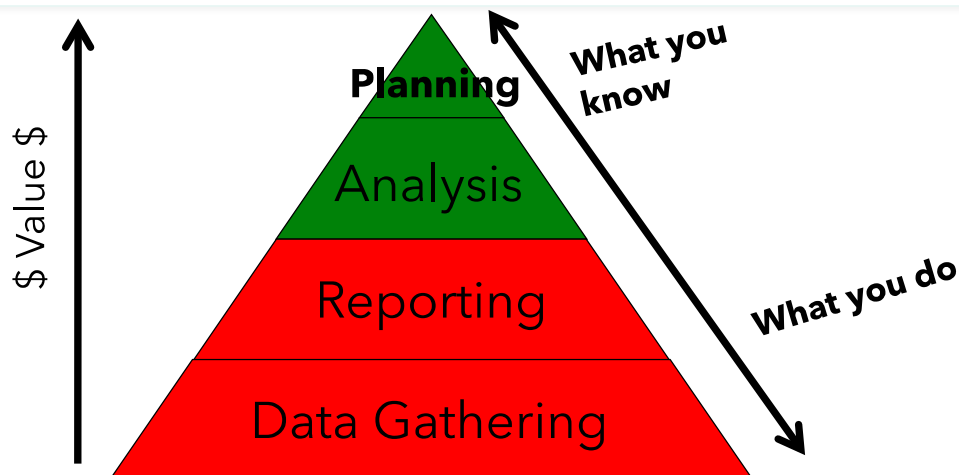 $ Value $
Planning
Analysis
Reporting
Data Gathering
What you
know
What you do